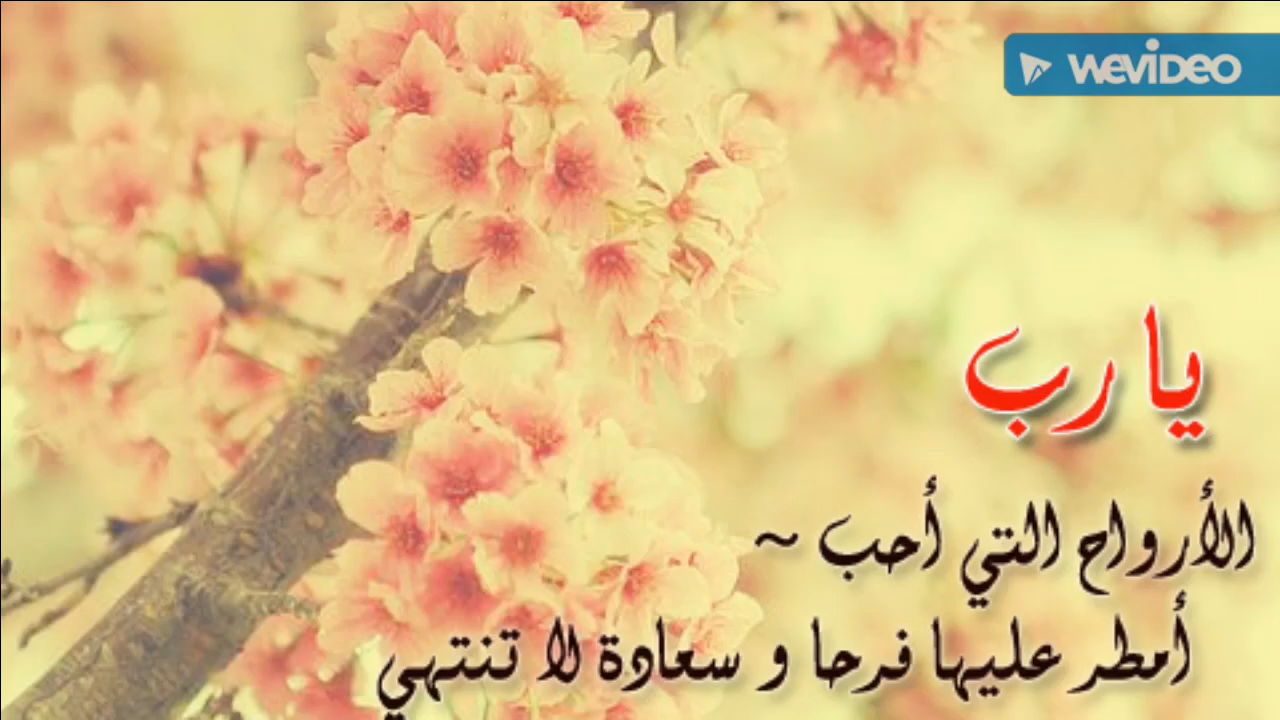 WEVIDEO
يا رب
الأرواح التي أحب ~
أمطر عليها فرحا و سعادة لا تنتهي